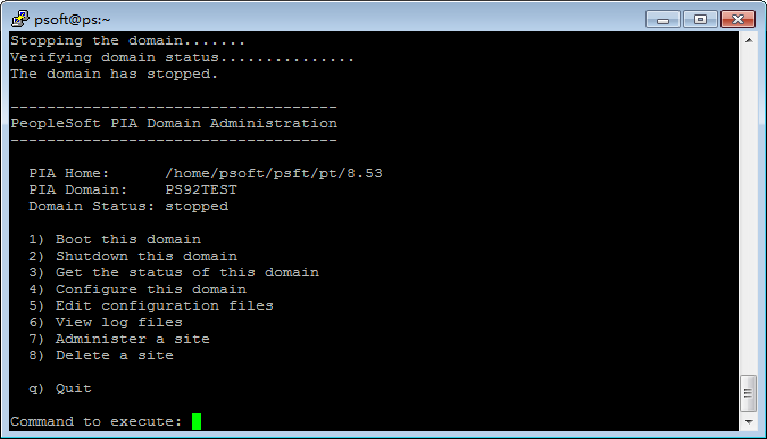 psoft@ps:~
Stopping the domain.......
Verifying domain status...............
The domain has stopped.
-----------------------------------
PeopleSoft PIA Domain Administration
-----------------------------------
PIA Home:      /home/psoft/psft/pt/8.53
PIA Domain:    PS92TEST
Domain Status: stopped
1) Boot this domain
2) Shutdown this domain
3) Get the status of this domain
4) Configure this domain
5) Edit configuration files
6) View log files
7) Administer a site
8) Delete a site
q) Quit
Command to execute: